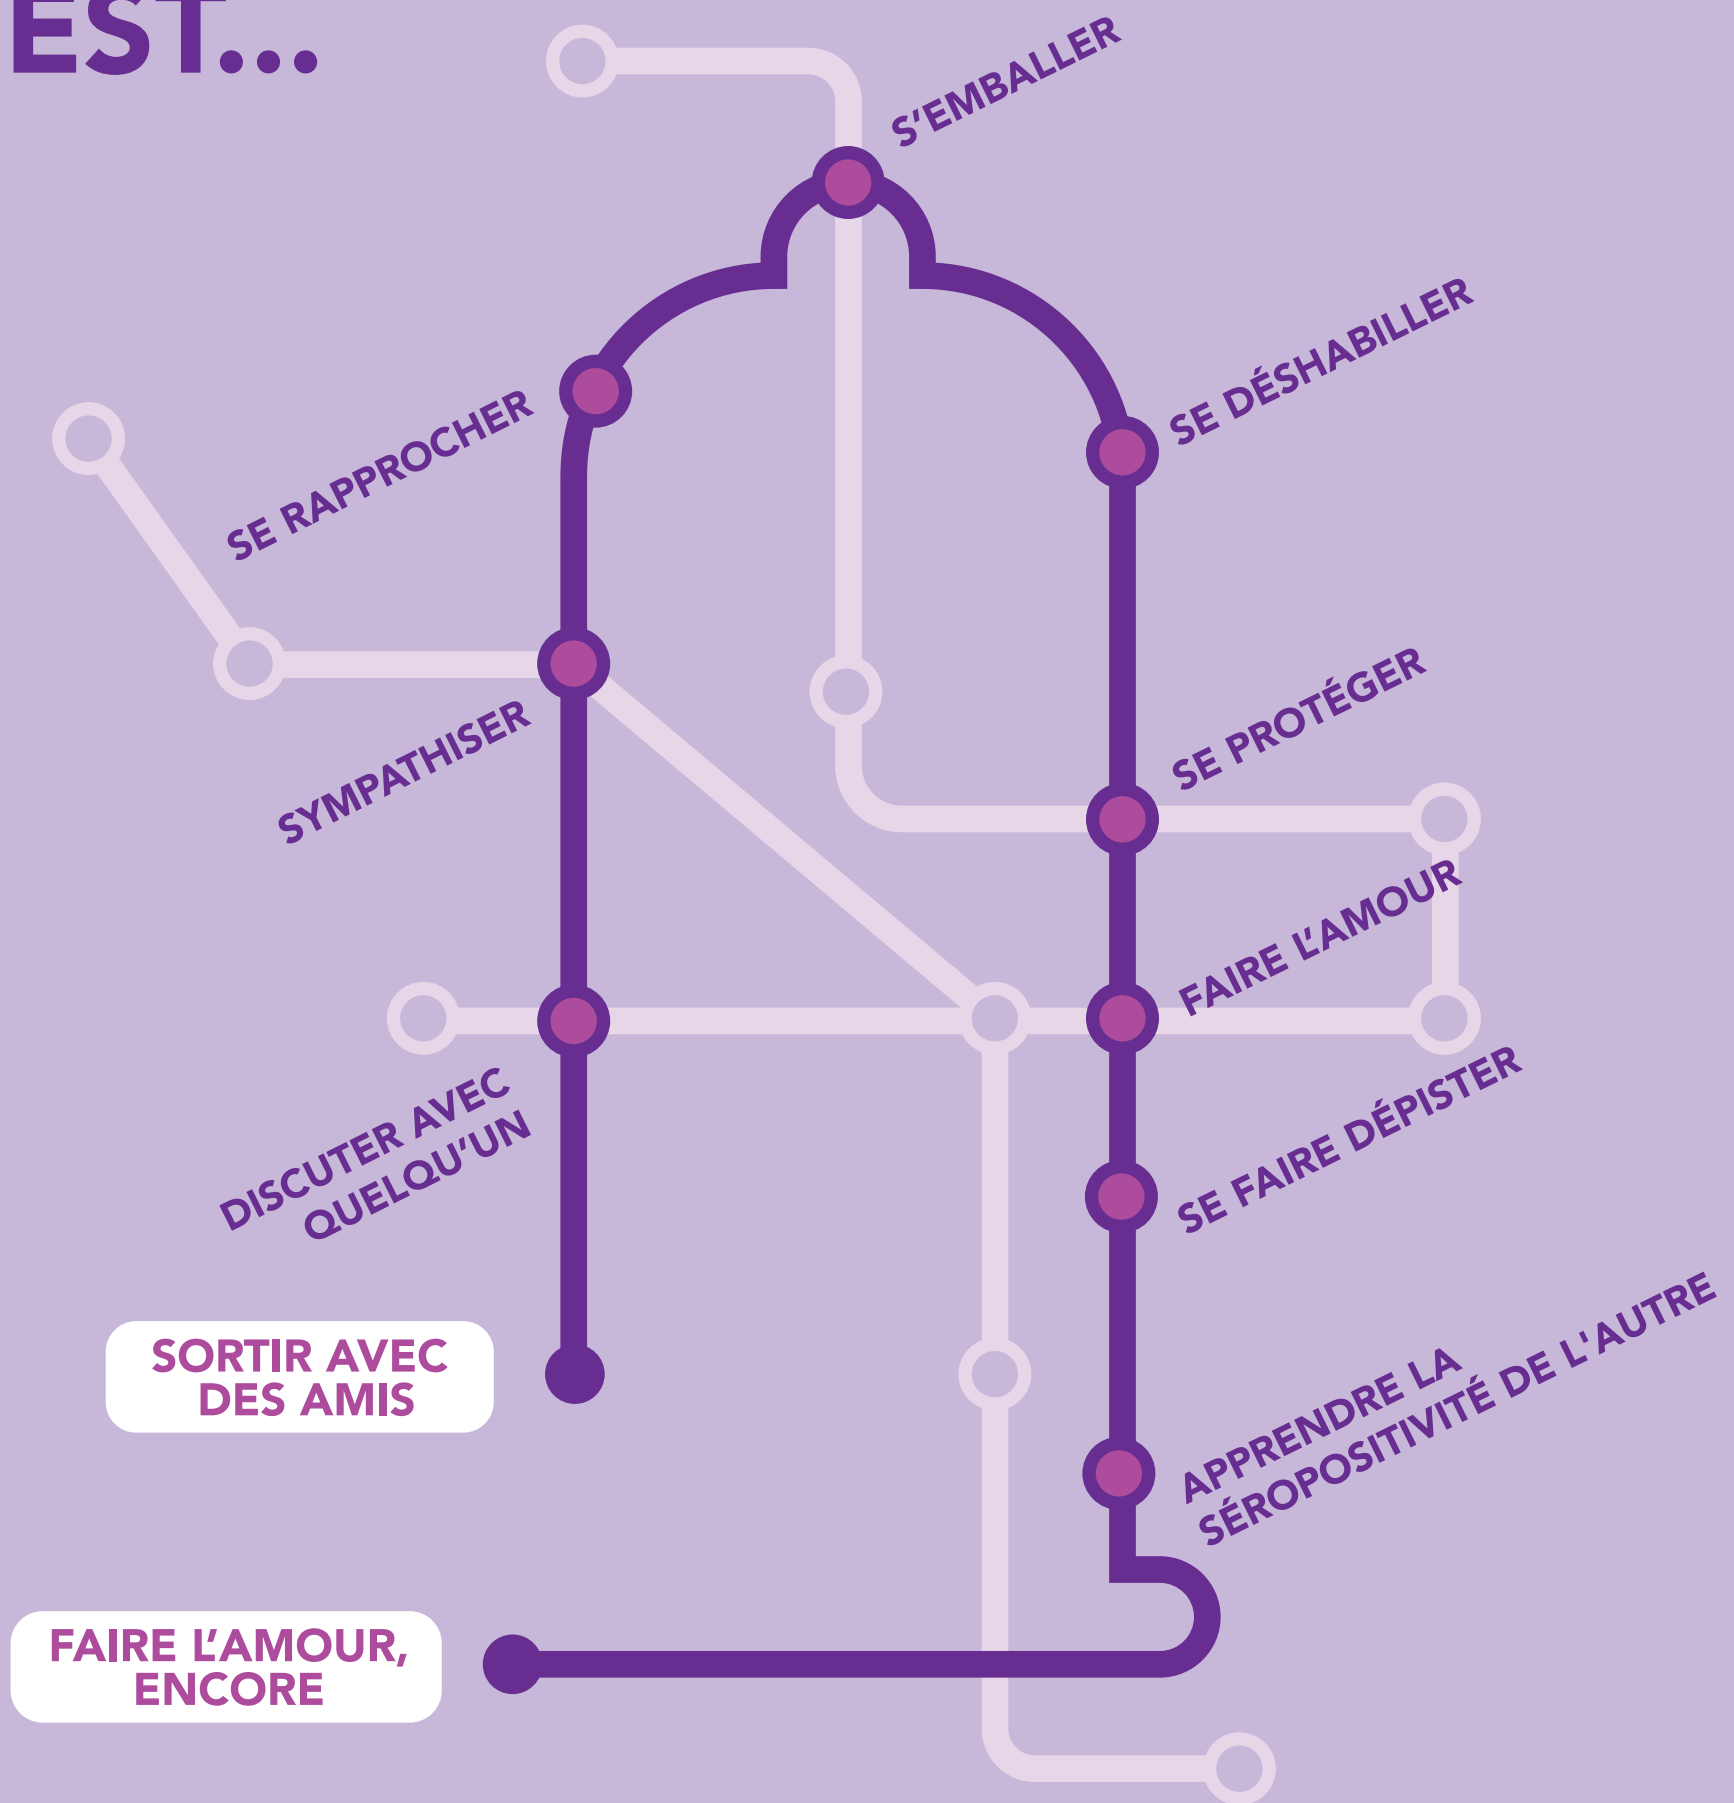 EST...
S'EMBALLER
SE DÉSHABILLER
SE RAPPROCHER
SE PROTÉGER
SYMPATHISER
FAIRE L'AMOUR
DISCUTER AVEC
QUELQU'UN
SE FAIRE DÉPISTER
SORTIR AVEC
DES AMIS
APPRENDRE LA
SÉROPOSITIVITÉ DE L'AUTRE
FAIRE L'AMOUR,
ENCORE